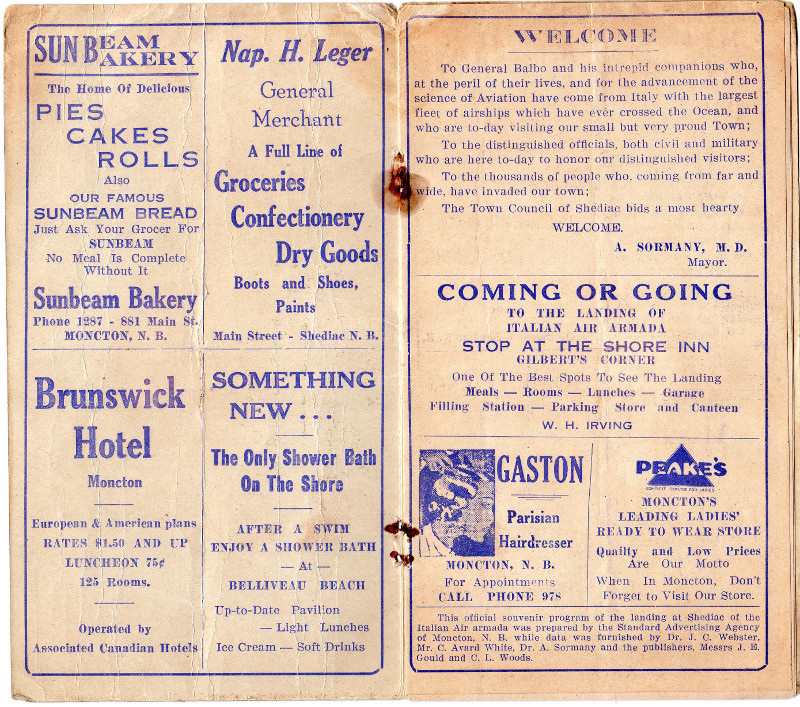 SUNBEAM BAKERY
The Home Of Delicious
PIES
CAKES
ROLLS
Also
OUR FAMOUS
SUNBEAM BREAD
Just Ask Your Grocer For
SUNBEAM
No Meal Is Complete
Without It
Sunbeam Bakery
Phone 1287 - 881 Main St.
MONCTON, N. B.
Nap. H. Leger
General
Merchant
A Full Line of
Groceries
Confectionery
Dry Goods
Boots and Shoes,
Paints
Main Street - Shediac N. B.
Brunswick
Hotel
Moncton
European & American plans
RATES $1.50 AND UP
LUNCHEON 75¢
125 Rooms.
Operated by
Associated Canadian Hotels
SOMETHING
NEW . . .
The Only Shower Bath
On The Shore
AFTER A SWIM
ENJOY A SHOWER BATH
— At —
BELLIVEAU BEACH
Up-to-Date Pavilion
— Light Lunches
Ice Cream — Soft Drinks
WELCOME
To General Balbo and his intrepid companions who,
at the peril of their lives, and for the advancement of the
science of Aviation have come from Italy with the largest
fleet of airships which have ever crossed the Ocean, and
who are to-day visiting our small but very proud Town;
To the distinguished officials, both civil and military
who are here to-day to honor our distinguished visitors;
To the thousands of people who, coming from far and
wide, have invaded our town;
The Town Council of Shediac bids a most hearty
WELCOME.
A. SORMANY, M. D.
Mayor.
COMING OR GOING
TO THE LANDING OF
ITALIAN AIR ARMADA
STOP AT THE SHORE INN
GILBERT'S CORNER
One Of The Best Spots To See The Landing
Meals — Rooms — Lunches — Garage
Filling Station — Parking Store and Canteen
W. H. IRVING
GASTON
Parisian
Hairdresser
MONCTON, N. B.
For Appointments
CALL PHONE 978
PEAKE'S
COMPLETE SERVICE FOR LADIES
MONCTON'S
LEADING LADIES'
READY TO WEAR STORE
Quality and Low Prices
Are Our Motto
When In Moncton, Don't
Forget to Visit Our Store.
This official souvenir program of the landing at Shediac of the
Italian Air armada was prepared by the Standard Advertising Agency
of Moncton, N. B. while data was furnished by Dr. J. C. Webster,
Mr. C. Avard White, Dr. A. Sormany and the publishers, Messrs J. E.
Gould and C. L. Woods.